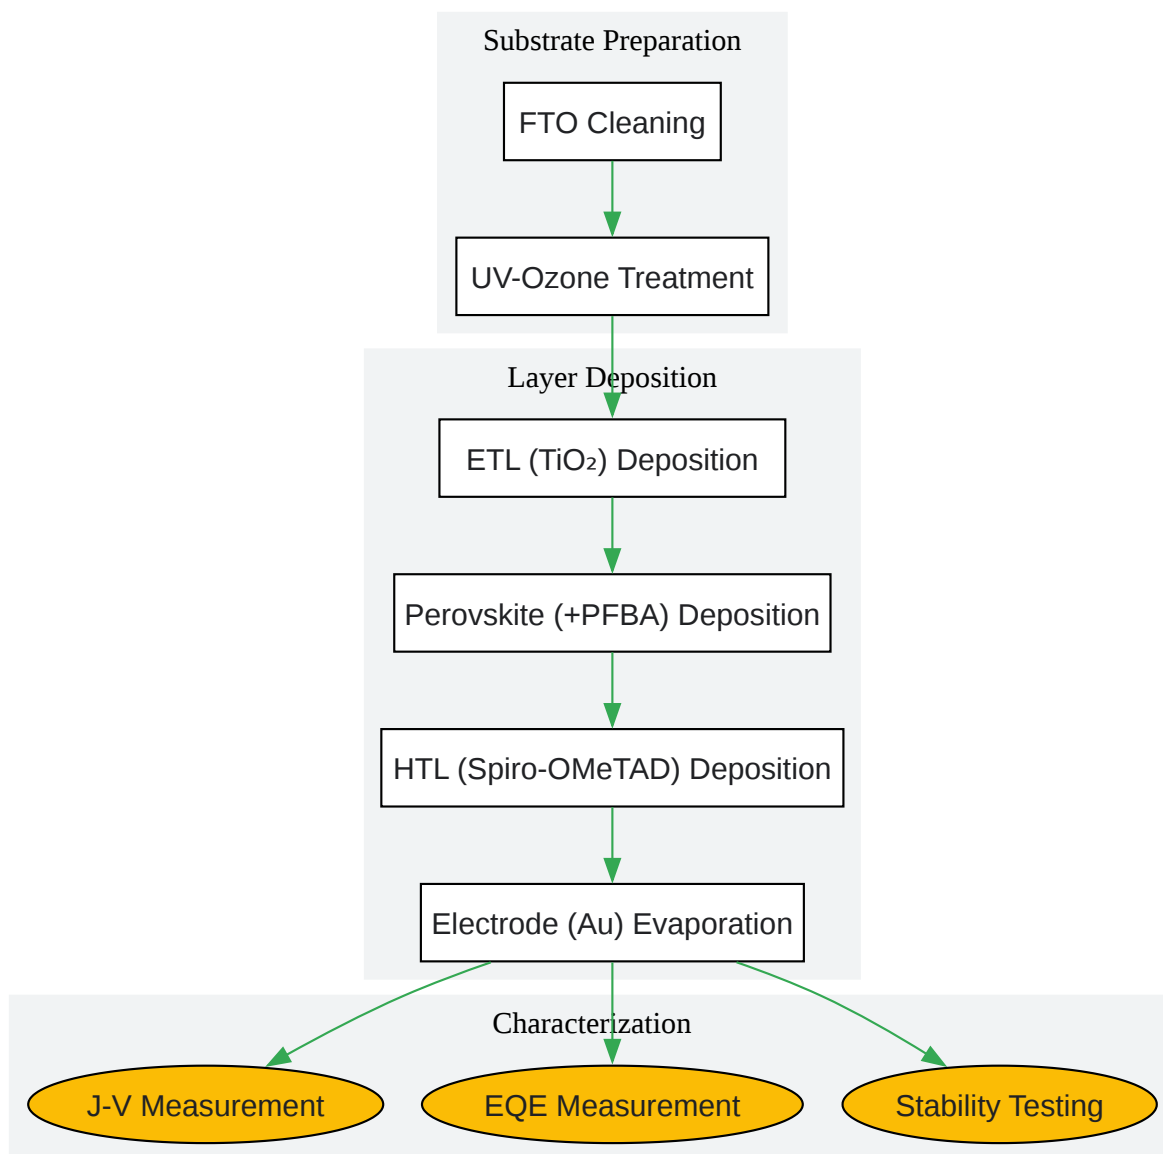 Substrate Preparation
FTO Cleaning
UV-Ozone Treatment
Layer Deposition
ETL (TiO₂) Deposition
Perovskite (+PFBA) Deposition
HTL (Spiro-OMeTAD) Deposition
Electrode (Au) Evaporation
Characterization
J-V Measurement
EQE Measurement
Stability Testing